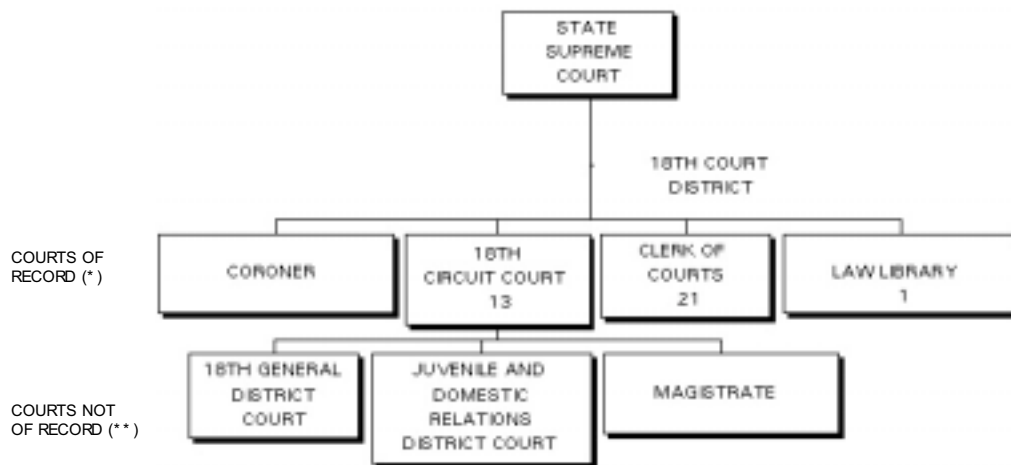 STATE
SUPREME
COURT
18TH COURT
DISTRICT
COURTS OF
RECORD (*)
CORONER
18TH
CIRCUIT COURT
13
CLERK OF
COURTS
21
LAW LIBRARY
1
COURTS NOT
OF RECORD (**)
18TH GENERAL
DISTRICT
COURT
JUVENILE AND
DOMESTIC
RELATIONS
DISTRICT COURT
MAGISTRATE